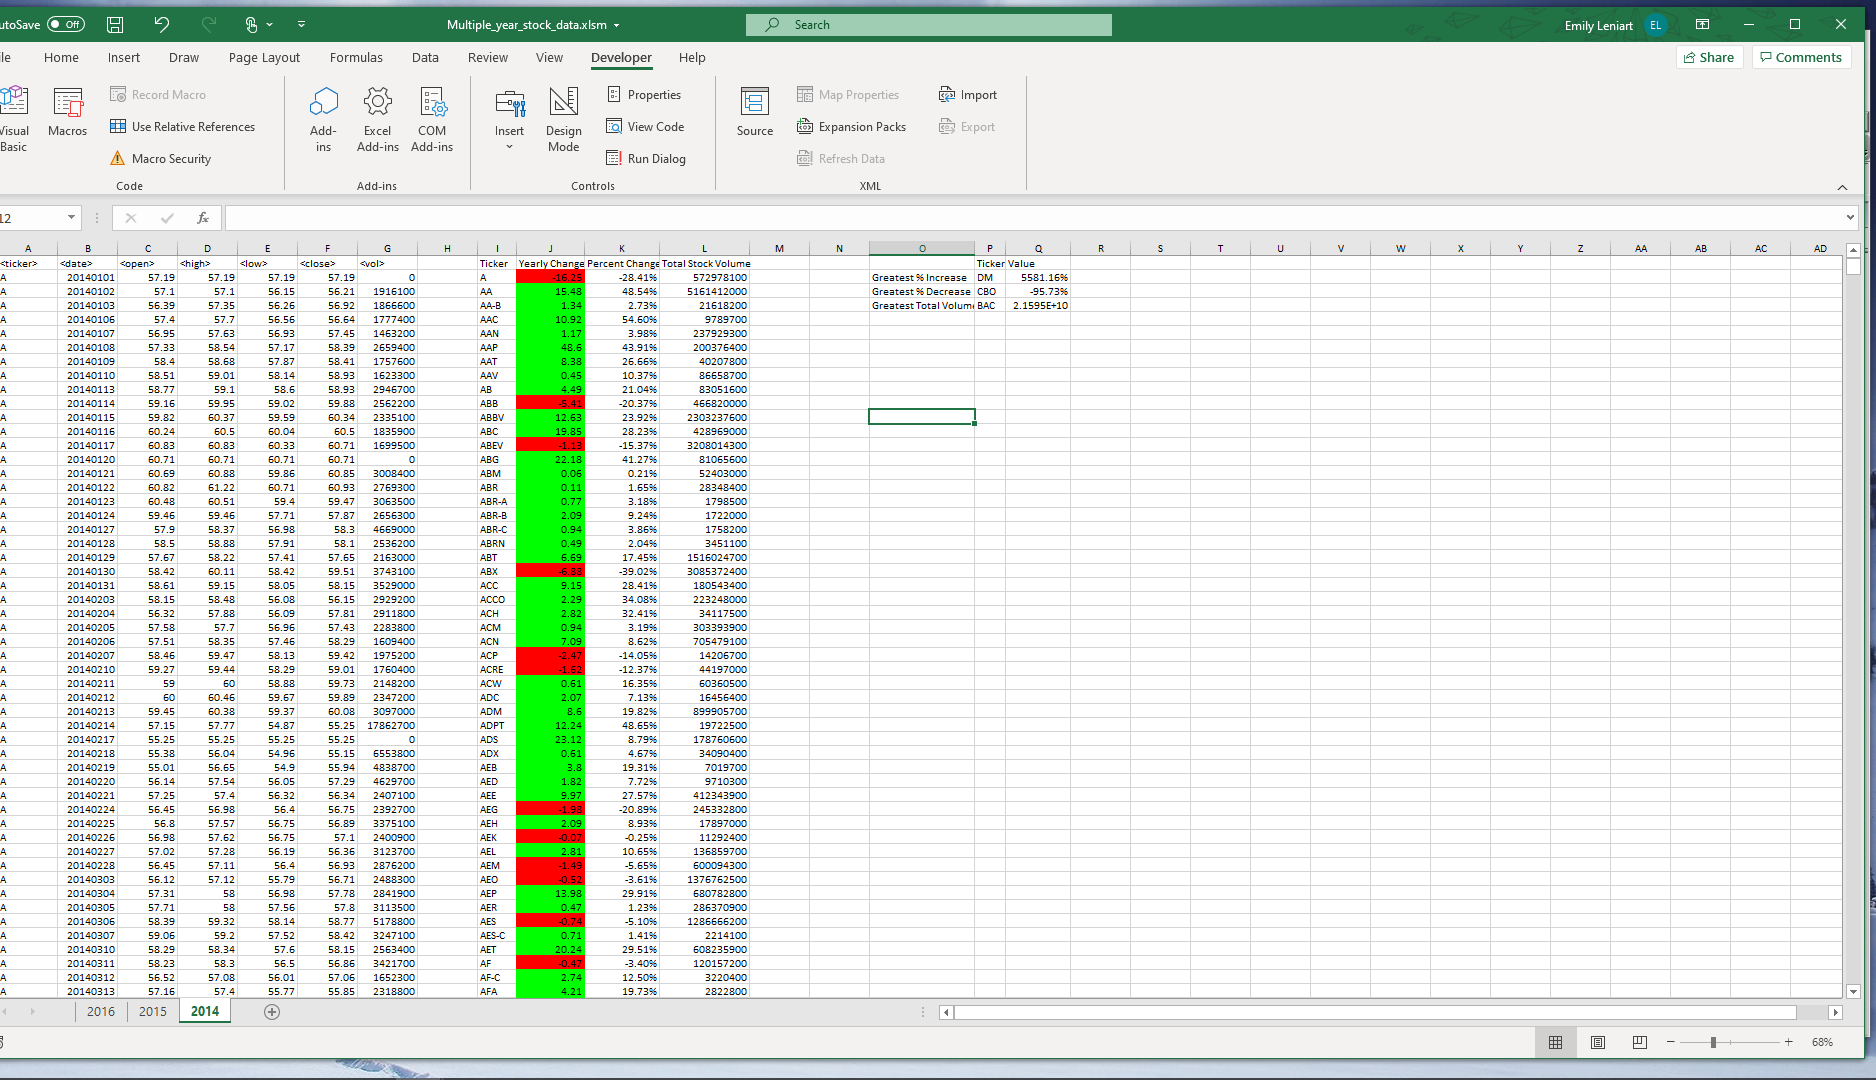 utoSave Off Multiple_year_stock_data.xlsm Search Emily Leniart EL
le Home Insert Draw Page Layout Formulas Data Review View Developer Help Share Comments
Visual Basic Macros Record Macro Use Relative References Macro Security Code
Add-ins Excel Add-ins COM Add-ins Add-ins
Insert Design Mode Properties View Code Run Dialog Controls
Source Map Properties Expansion Packs Refresh Data Import Export XML
12 fx
A B C D E F G H I J K L M N O P Q R S T U V W X Y Z AA AB AC AD
<ticker> <date> <open> <high> <low> <close> <vol> Ticker Yearly Change Percent Change Total Stock Volume Ticker Value
A 20140101 57.19 57.19 57.19 57.19 0 A -16.25 -28.41% 572978100 Greatest % Increase DM 5581.16%
A 20140102 57.1 57.1 56.15 56.21 1916100 AA 15.48 48.54% 5161412000 Greatest % Decrease CBO -95.73%
A 20140103 56.39 57.35 56.26 56.92 1866600 AA-B 1.34 2.73% 21618200 Greatest Total Volum BAC 2.1595E+10
A 20140106 57.4 57.7 56.56 56.64 1777400 AAC 10.92 54.60% 9789700
A 20140107 56.95 57.63 56.93 57.45 1463200 AAN 1.17 3.98% 237929300
A 20140108 57.33 58.54 57.17 58.39 2659400 AAP 48.6 43.91% 200376400
A 20140109 58.4 58.68 57.87 58.41 1757600 AAT 8.38 26.66% 40207800
A 20140110 58.51 59.01 58.14 58.93 1623300 AAV 0.45 10.37% 86658700
A 20140113 58.77 59.1 58.6 58.93 2946700 AB 4.49 21.04% 83051600
A 20140114 59.16 59.95 59.02 59.88 2562200 ABB -5.41 -20.37% 466820000
A 20140115 59.82 60.37 59.59 60.34 2335100 ABBV 12.63 23.92% 2303237600
A 20140116 60.24 60.5 60.04 60.5 1835900 ABC 19.85 28.23% 428969000
A 20140117 60.83 60.83 60.33 60.71 1699500 ABEV -1.13 -15.37% 3208014300
A 20140120 60.71 60.71 60.71 60.71 0 ABG 22.18 41.27% 81065600
A 20140121 60.69 60.88 59.86 60.85 3008400 ABM 0.06 0.21% 52403000
A 20140122 60.82 61.22 60.71 60.93 2769300 ABR 0.11 1.65% 28348400
A 20140123 60.48 60.51 59.4 59.47 3063500 ABR-A 0.77 3.18% 1798500
A 20140124 59.46 59.46 57.71 57.87 2656300 ABR-B 2.09 9.24% 1722000
A 20140127 57.9 58.37 56.98 58.3 4669000 ABR-C 0.94 3.86% 1758200
A 20140128 58.5 58.88 57.91 58.1 2536200 ABRN 0.49 2.04% 3451100
A 20140129 57.67 58.22 57.41 57.65 2163000 ABT 6.69 17.45% 1516024700
A 20140130 58.42 60.11 58.42 59.51 3743100 ABX -6.88 -39.02% 3085372400
A 20140131 58.61 59.15 58.05 58.15 3529000 ACC 9.15 28.41% 180543400
A 20140203 58.15 58.48 56.08 56.15 2929200 ACCO 2.29 34.08% 223248000
A 20140204 56.32 57.88 56.09 57.81 2911800 ACH 2.82 32.41% 34117500
A 20140205 57.58 57.7 56.96 57.43 2283800 ACM 0.94 3.19% 303393900
A 20140206 57.51 58.35 57.46 58.29 1609400 ACN 7.09 8.62% 705479100
A 20140207 58.46 59.47 58.13 59.42 1975200 ACP -2.47 -14.05% 14206700
A 20140210 59.27 59.44 58.29 59.01 1760400 ACRE -1.62 -12.37% 44197000
A 20140211 59 60 58.88 59.73 2148200 ACW 0.61 16.35% 60360500
A 20140212 60 60.46 59.67 59.89 2347200 ADC 2.07 7.13% 16456400
A 20140213 59.45 60.38 59.37 60.08 3097000 ADM 8.6 19.82% 899905700
A 20140214 57.15 57.77 54.87 55.25 17862700 ADPT 12.24 48.65% 19722500
A 20140217 55.25 55.25 55.25 55.25 0 ADS 23.12 8.79% 178760600
A 20140218 55.38 56.04 54.96 55.15 6553800 ADX 0.61 4.67% 34090400
A 20140219 55.01 56.65 54.9 55.94 4838700 AEB 3.8 19.31% 7019700
A 20140220 56.14 57.54 56.05 57.29 4629700 AED 1.82 7.72% 9710300
A 20140221 57.25 57.4 56.32 56.34 2407100 AEE 9.97 27.57% 412343900
A 20140224 56.45 56.98 56.4 56.75 2392700 AEG -1.98 -20.89% 245332800
A 20140225 56.8 57.57 56.75 56.89 3375100 AEH 2.09 8.93% 17897000
A 20140226 56.98 57.62 56.75 57.1 2400900 AEK -0.07 -0.25% 11292400
A 20140227 57.02 57.28 56.19 56.36 3123700 AEL 2.81 10.65% 136859700
A 20140228 56.45 57.11 56.4 56.93 2876200 AEM -1.49 -5.65% 600094300
A 20140303 56.12 57.12 55.79 56.71 2488300 AEO -0.52 -3.61% 1376762500
A 20140304 57.31 58 56.98 57.78 2841900 AEP 13.98 29.91% 680782800
A 20140305 57.71 58 57.56 57.8 3113500 AER 0.47 1.23% 286370900
A 20140306 58.39 59.32 58.14 58.77 5178800 AES -0.74 -5.10% 1286666200
A 20140307 59.06 59.2 57.52 58.42 3247100 AES-C 0.71 1.41% 2214100
A 20140310 58.29 58.34 57.6 58.15 2563400 AET 20.24 29.51% 608235900
A 20140311 58.23 58.3 56.5 56.86 3421700 AF -0.47 -3.40% 120157200
A 20140312 56.52 57.08 56.01 57.06 1652300 AF-C 2.74 12.50% 3220400
A 20140313 57.16 57.4 55.77 55.85 2318800 AFA 4.21 19.73% 2822800
2016 2015 2014
68%